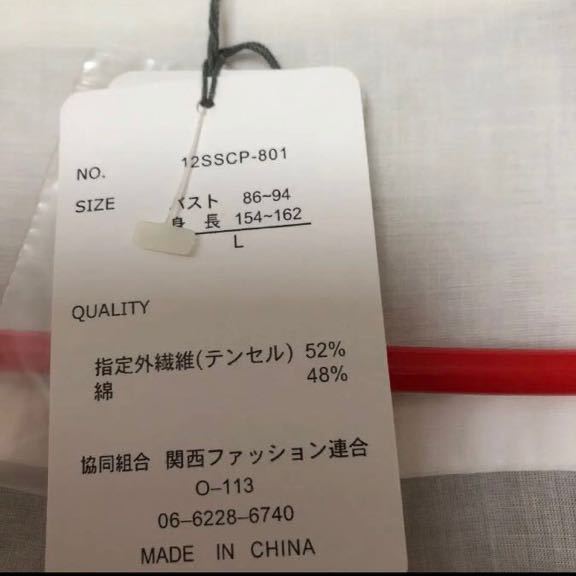 NO. 12SSCP-801
SIZE バスト 86~94
身 長 154~162
L
QUALITY
指定外繊維(テンセル) 52%
綿 48%
協同組合 関西ファッション連合
O-113
06-6228-6740
MADE IN CHINA